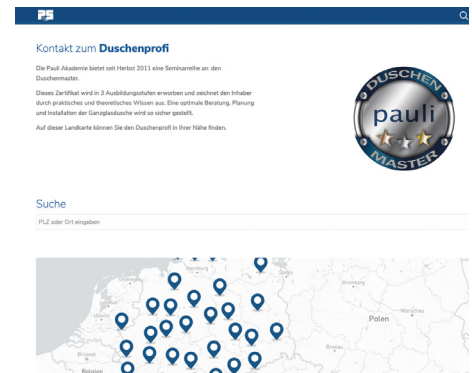 PS
Kontakt zum Duschenprofi
Die Pauli Akademie bietet seit Herbst 2011 eine Seminarreihe an: den
Duschenmaster.
Dieses Zertifikat wird in 3 Ausbildungsstufen erworben und zeichnet den Inhaber
durch praktisches und theoretisches Wissen aus. Eine optimale Beratung, Planung
und Installation der Ganzglasdusche wird so sicher gestellt.
Auf dieser Landkarte können Sie den Duschenprofi in Ihrer Nähe finden.
DUSCHEN
pauli
MASTER
Suche
PLZ oder Ort eingeben
Hamburg
Bromberg
Utrecht
Warschau
Polen
Breslau
Brüssel
Belgien